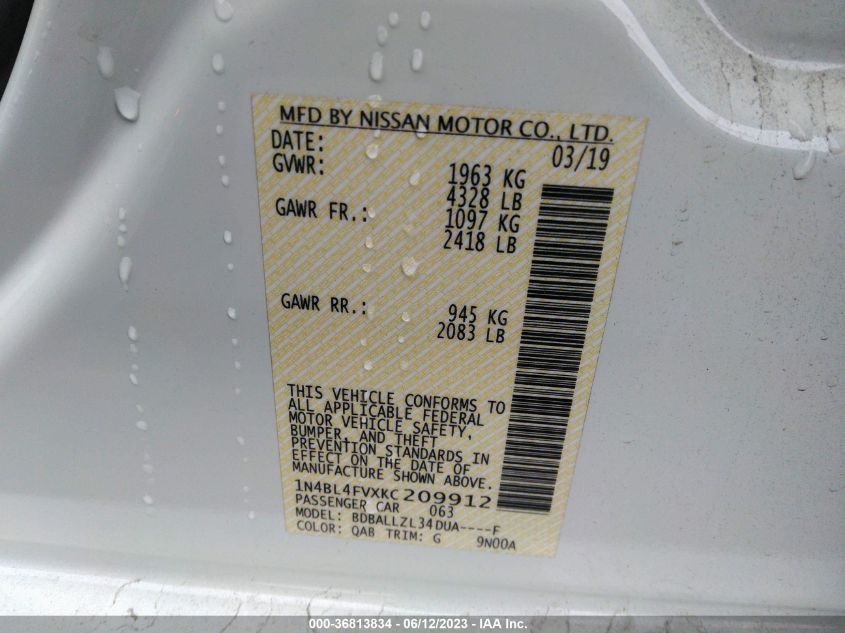 MFD BY NISSAN MOTOR CO., LTD.
DATE: 03/19
GVWR: 1963 KG
4328 LB
GAWR FR.: 1097 KG
2418 LB
GAWR RR.: 945 KG
2083 LB
THIS VEHICLE CONFORMS TO
ALL APPLICABLE FEDERAL
MOTOR VEHICLE SAFETY,
BUMPER, AND THEFT
PREVENTION STANDARDS IN
EFFECT ON THE DATE OF
MANUFACTURE SHOWN ABOVE.
1N4BL4FVXKC209912
PASSENGER CAR 063
MODEL: BDBALLZL34DUA----F
COLOR: QAB TRIM: G 9N00A
000-36813834 / 06/12/2023 - IAA Inc.